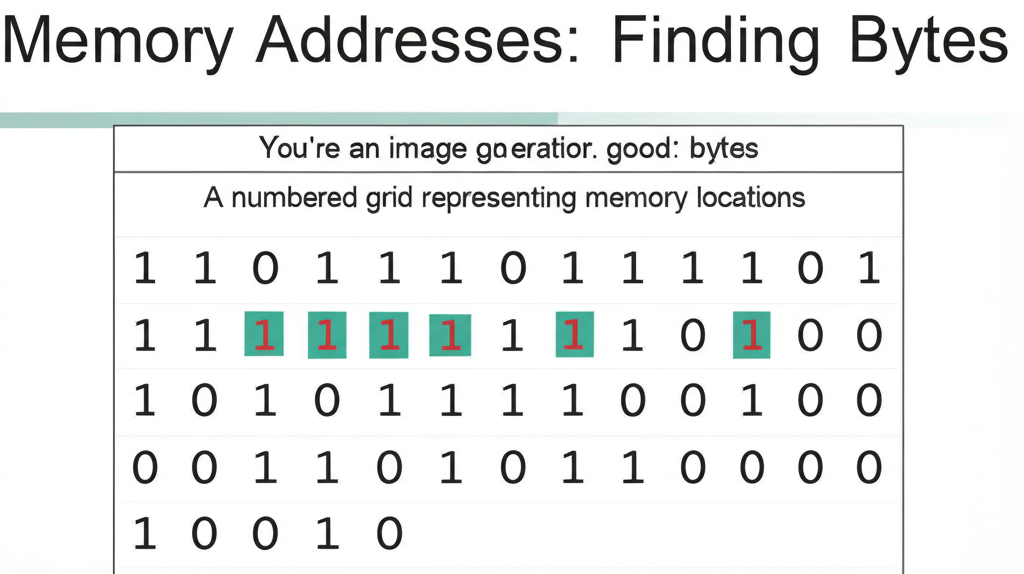 Memory Addresses: Finding Bytes
You're an image good: bytes
A numbered grid representing memory locations
1 1 0 1 1 1 0 1 1 1 1 0 1
1 1 1 1 1 1 1 1 1 0 1 0 0
1 0 1 0 1 1 1 1 0 0 1 0 0
0 0 1 1 0 1 0 1 1 0 0 0 0
1 0 0 1 0